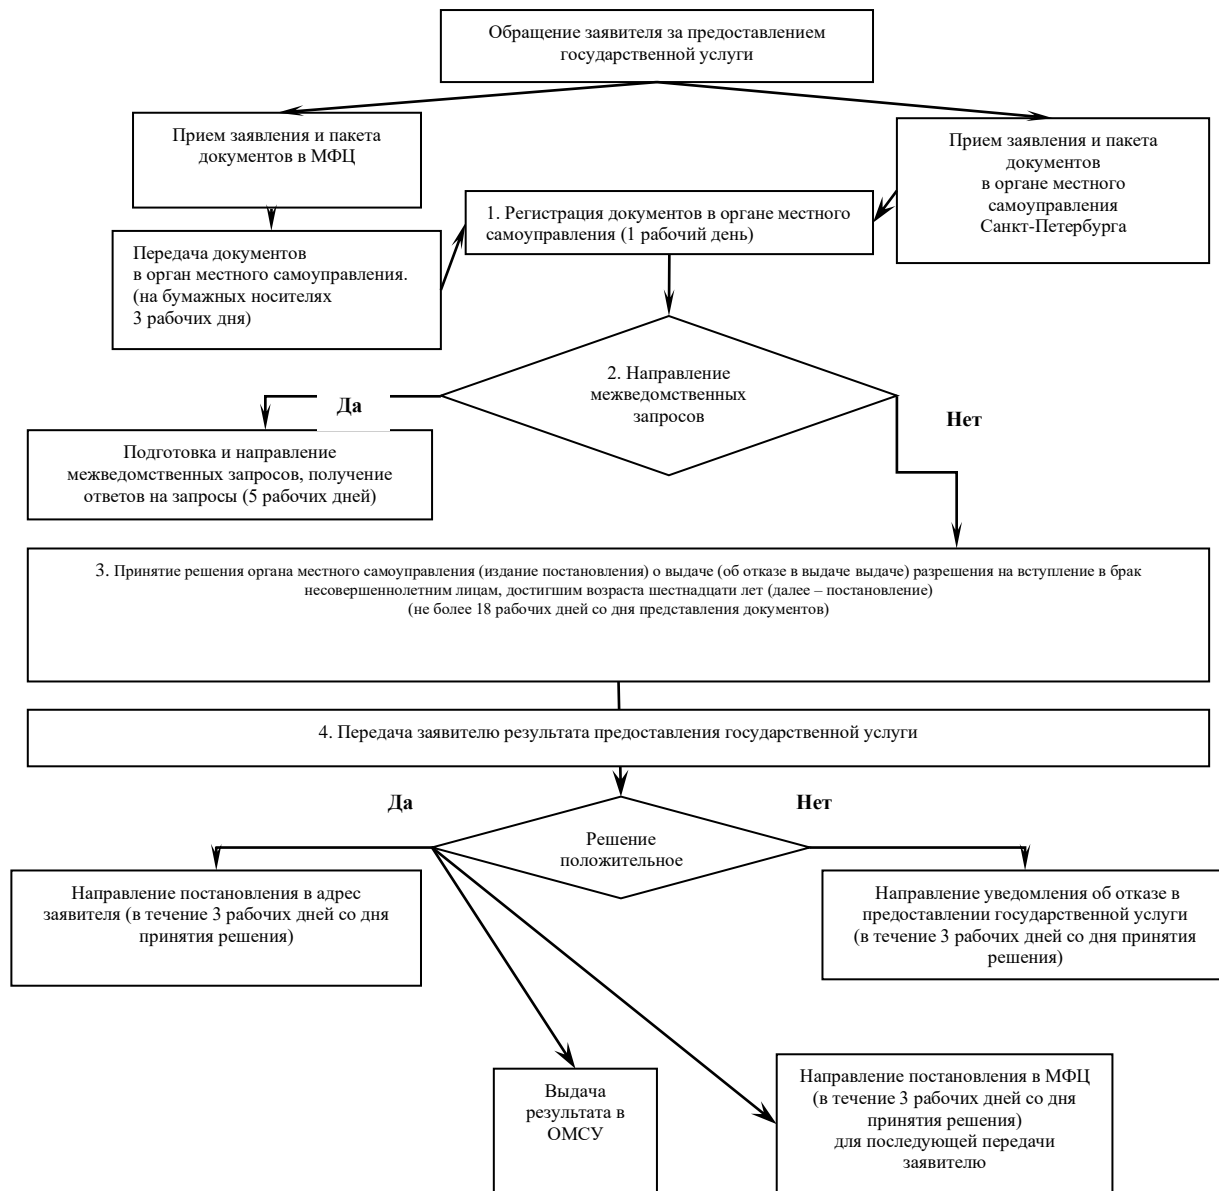 Обращение заявителя за предоставлением
государственной услуги
Прием заявления и пакета
документов в МФЦ
Прием заявления и пакета
документов
в органе местного
самоуправления
Санкт-Петербурга
1. Регистрация документов в органе местного
самоуправления (1 рабочий день)
Передача документов
в орган местного самоуправления.
(на бумажных носителях
3 рабочих дня)
2. Направление
межведомственных
запросов
Да
Нет
Подготовка и направление
межведомственных запросов, получение
ответов на запросы (5 рабочих дней)
3. Принятие решения органа местного самоуправления (издание постановления) о выдаче (об отказе в выдаче выдаче) разрешения на вступление в брак
несовершеннолетним лицам, достигшим возраста шестнадцати лет (далее – постановление)
(не более 18 рабочих дней со дня представления документов)
4. Передача заявителю результата предоставления государственной услуги
Да
Нет
Решение
положительное
Направление постановления в адрес
заявителя (в течение 3 рабочих дней со дня
принятия решения)
Направление уведомления об отказе в
предоставлении государственной услуги
(в течение 3 рабочих дней со дня принятия
решения)
Выдача
результата в
ОМСУ
Направление постановления в МФЦ
(в течение 3 рабочих дней со дня
принятия решения)
для последующей передачи
заявителю